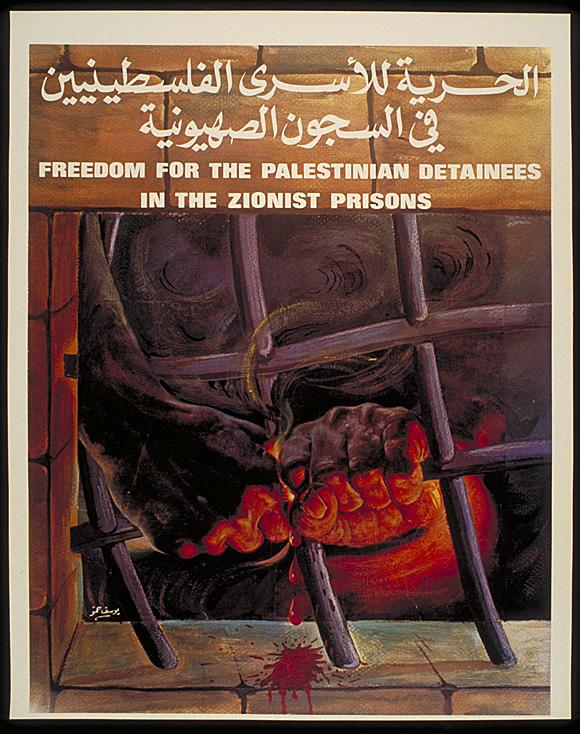 الحرية للأسرى الفلسطينيين
في السجون الصهيونية
FREEDOM FOR THE PALESTINIAN DETAINEES
IN THE ZIONIST PRISONS